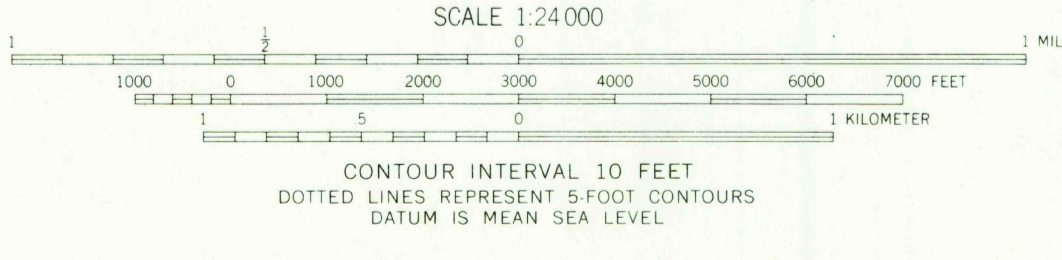 SCALE 1:24 000
1 ½ 0 1 MIL
1000 0 1000 2000 3000 4000 5000 6000 7000 FEET
1 5 0 1 KILOMETER
CONTOUR INTERVAL 10 FEET
DOTTED LINES REPRESENT 5-FOOT CONTOURS
DATUM IS MEAN SEA LEVEL